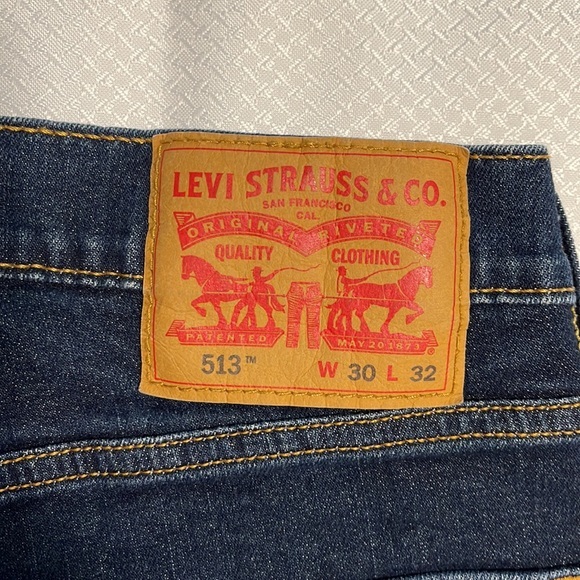 LEVI STRAUSS & CO.
SAN FRANCISCO
CAL.
ORIGINAL RIVETED
QUALITY CLOTHING
PATENTED MAY 20 1873
513™ W 30 L 32